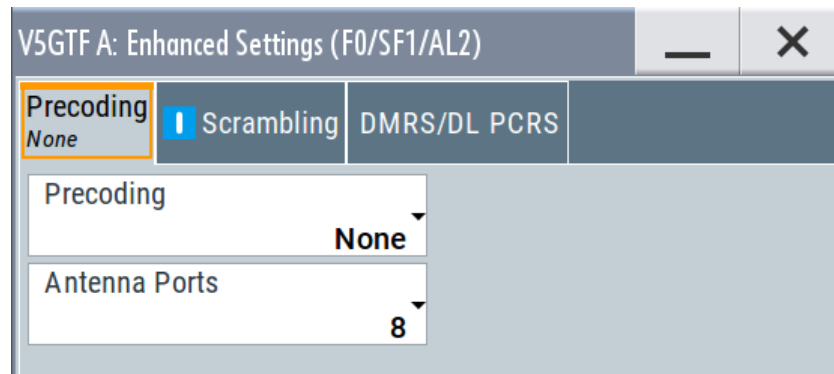 V5GTF A: Enhanced Settings (F0/SF1/AL2)
Precoding
None
Scrambling
DMRS/DL PCRS
Precoding
None
Antenna Ports
8